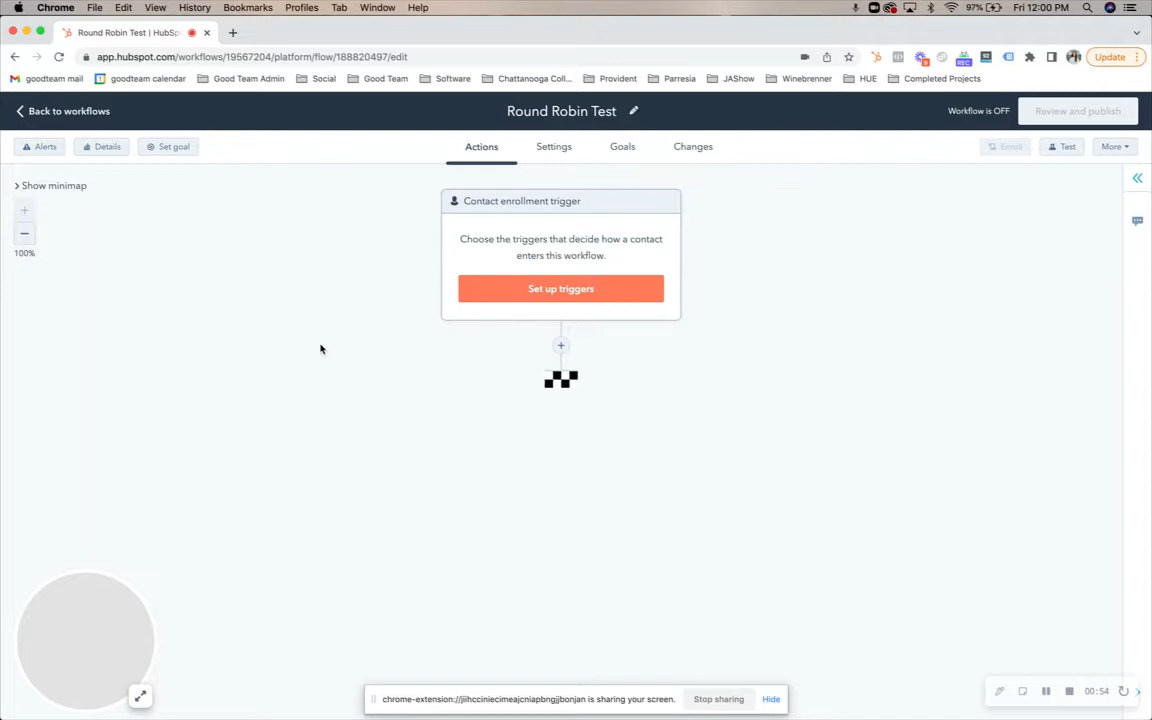 Chrome File Edit View History Bookmarks Profiles Tab Window Help 97% Fri 12:00 PM
Round Robin Test | HubSp
app.hubspot.com/workflows/19567204/platform/flow/188820497/edit Update
goodteam mail goodteam calendar Good Team Admin Social Good Team Software Chattanooga Coll... Provident Parresia JAShow Winebrenner HUE Completed Projects
Back to workflows Round Robin Test Workflow is OFF Review and publish
Alerts Details Set goal Actions Settings Goals Changes Enroll Test More
Show minimap
100%
Contact enrollment trigger
Choose the triggers that decide how a contact
enters this workflow.
Set up triggers
chrome-extension://jiihcciniecimeajcniapbngjjbonjan is sharing your screen. Stop sharing Hide
00:54